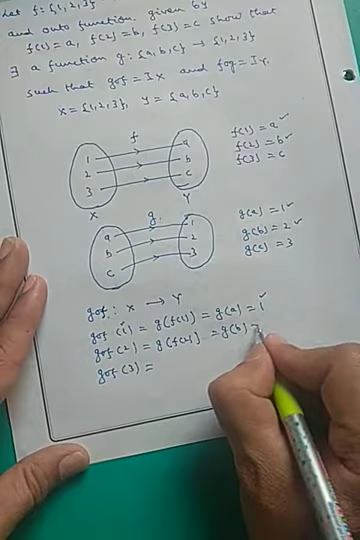 Let f: {1,2,3}
and onto function given by
f(1) = a, f(2) = b, f(3) = c show that
∃ a function g: {a,b,c} → {1,2,3}
such that gof = Ix and fog = Iy.
X = {1,2,3}, Y = {a,b,c}
f
1
2
3
X
a
b
c
Y
f(1) = a ✓
f(2) = b ✓
f(3) = c
g.
a
b
c
1
2
3
g(a) = 1 ✓
g(b) = 2 ✓
g(c) = 3
gof : X → Y
gof (1) = g(f(1)) = g(a) = 1 ✓
gof (2) = g(f(2)) = g(b) =
gof (3) =